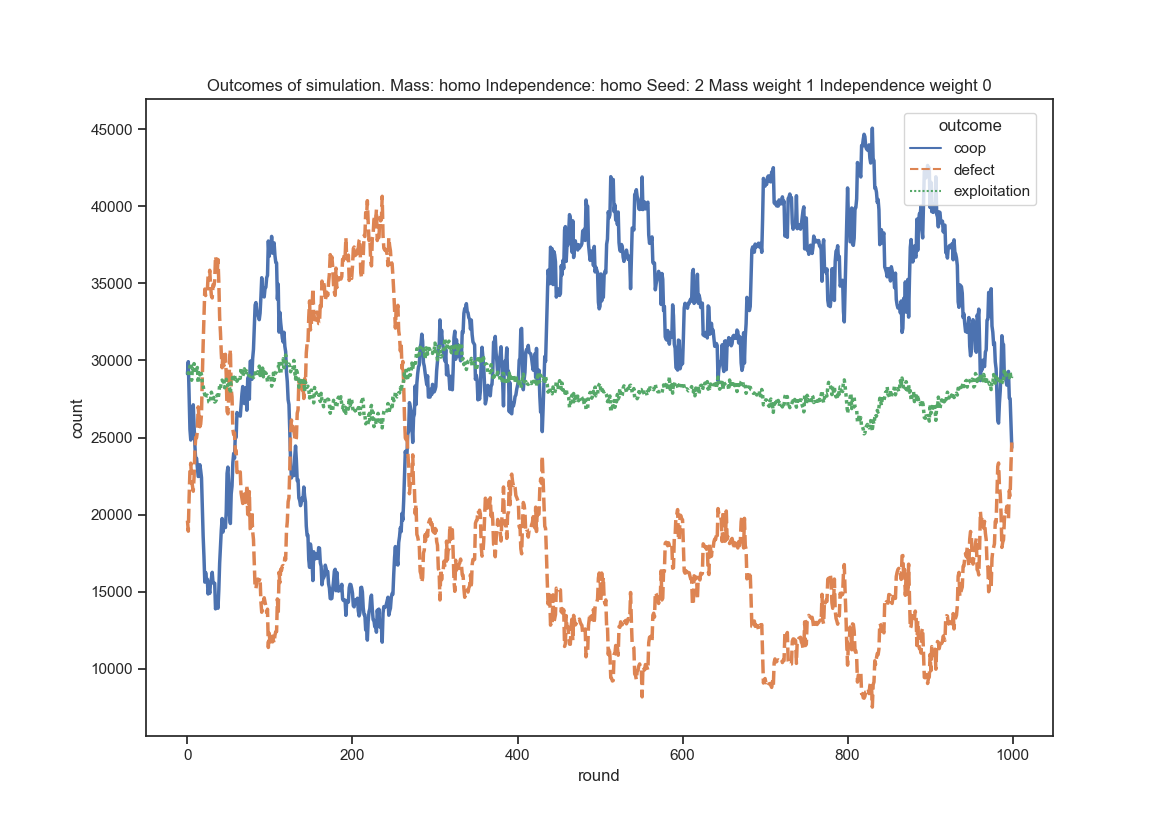 Outcomes of simulation. Mass: homo Independence: homo Seed: 2 Mass weight 1 Independence weight 0
outcome
coop
defect
exploitation
45000
40000
35000
30000
25000
20000
15000
10000
count
0 200 400 600 800 1000
round